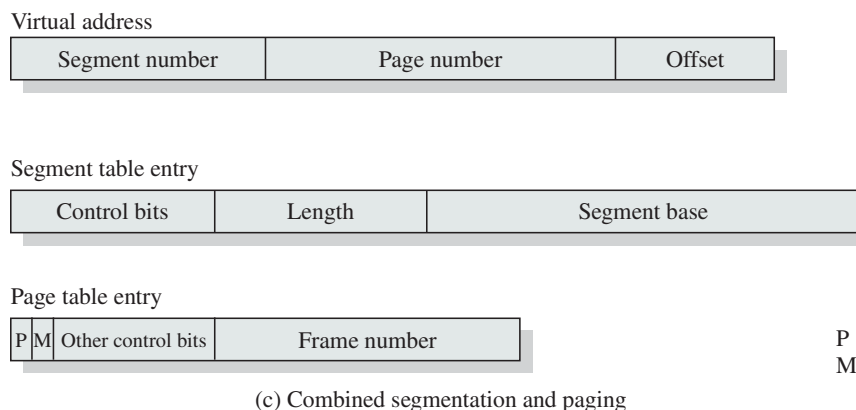 Virtual address
Segment number Page number Offset
Segment table entry
Control bits Length Segment base
Page table entry
P M Other control bits Frame number
P
M
(c) Combined segmentation and paging